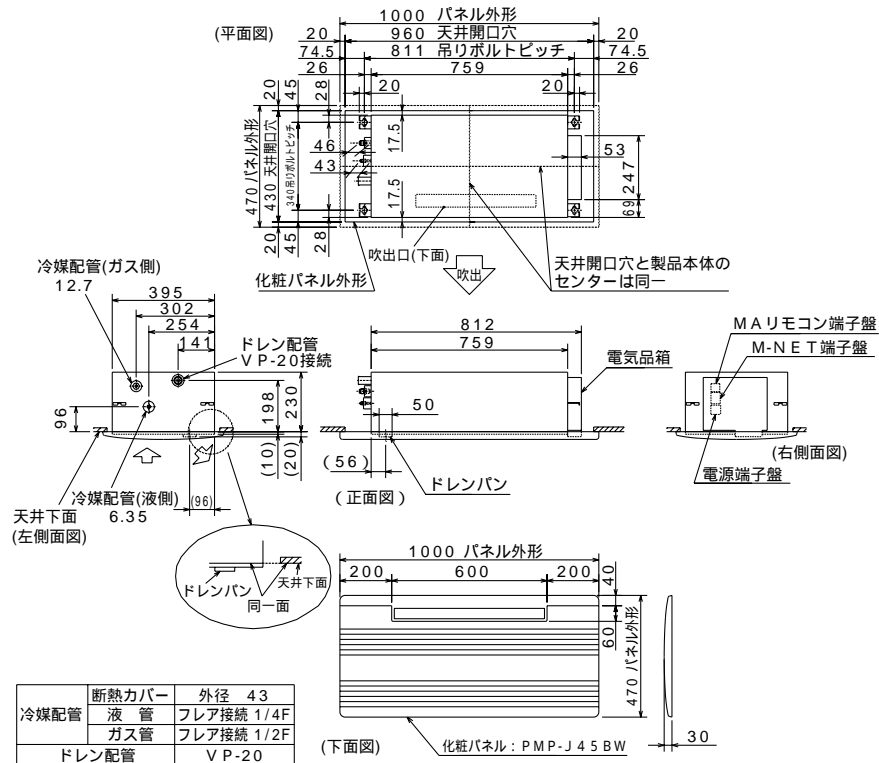 (平面図)
1000 パネル外形
20 960 天井開口穴 20
74.5 811 吊りボルトピッチ 74.5
26 759 26
20 20
20 45 28
470 パネル外形
430 天井開口穴
340吊りボルトピッチ
46
43
17.5
17.5
53
247
69
20 45 28
吹出口(下面)
化粧パネル外形
吹出
天井開口穴と製品本体の
センターは同一
冷媒配管(ガス側)
12.7
395
302
254
141
ドレン配管
VP-20接続
96
198
230
(10)
(20)
(96)
冷媒配管(液側)
6.35
天井下面
(左側面図)
812
759
電気品箱
50
(56)
(正面図)
ドレンパン
MAリモコン端子盤
M-NET端子盤
(右側面図)
電源端子盤
ドレンパン
天井下面
同一面
1000 パネル外形
200 600 200
40
60
470 パネル外形
30
(下面図)
化粧パネル：PMP-J45BW
冷媒配管 断熱カバー 外径 43
液 管 フレア接続 1/4F
ガス管 フレア接続 1/2F
ドレン配管 VP-20